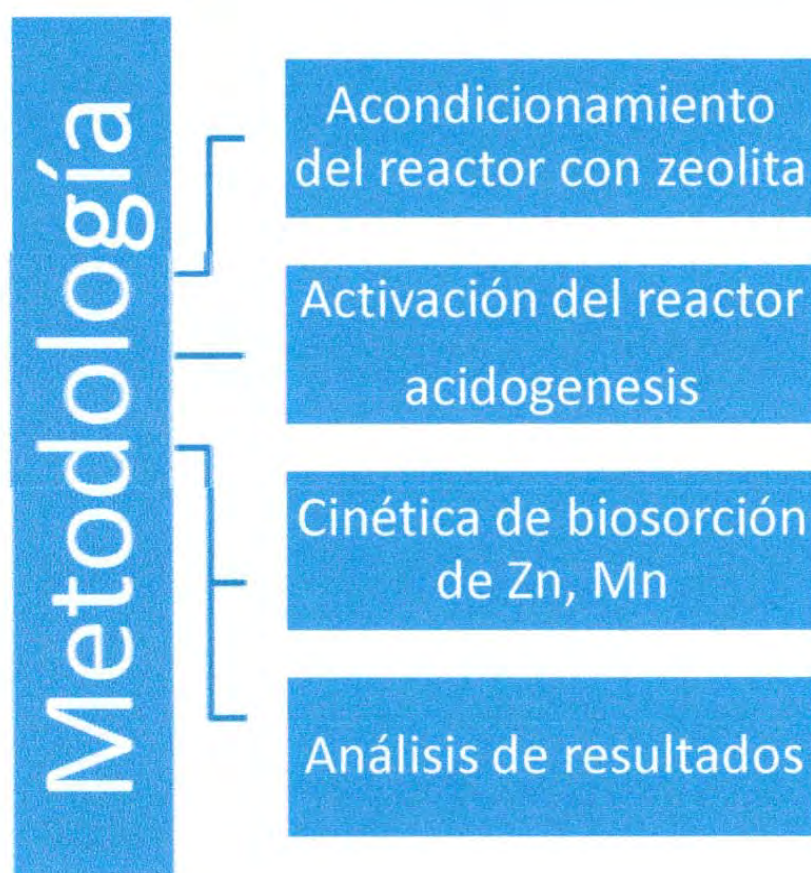 Metodología
Acondicionamiento
del reactor con zeolita
Activación del reactor
acidogenesis
Cinética de biosorción
de Zn, Mn
Análisis de resultados